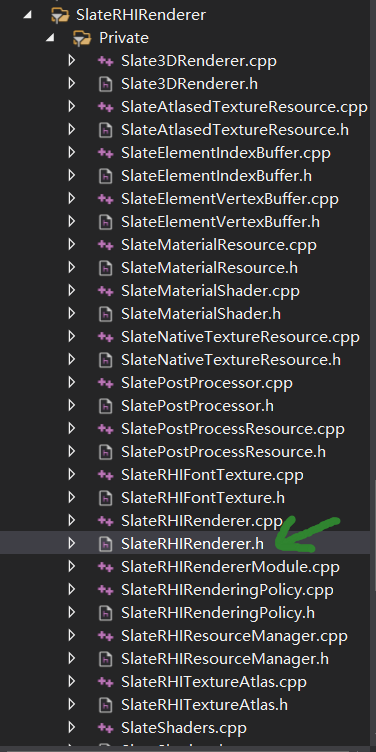 SlateRHIRenderer
Private
Slate3DRenderer.cpp
Slate3DRenderer.h
SlateAtlasedTextureResource.cpp
SlateAtlasedTextureResource.h
SlateElementIndexBuffer.cpp
SlateElementIndexBuffer.h
SlateElementVertexBuffer.cpp
SlateElementVertexBuffer.h
SlateMaterialResource.cpp
SlateMaterialResource.h
SlateMaterialShader.cpp
SlateMaterialShader.h
SlateNativeTextureResource.cpp
SlateNativeTextureResource.h
SlatePostProcessor.cpp
SlatePostProcessor.h
SlatePostProcessResource.cpp
SlatePostProcessResource.h
SlateRHIFontTexture.cpp
SlateRHIFontTexture.h
SlateRHIRenderer.cpp
SlateRHIRenderer.h
SlateRHIRendererModule.cpp
SlateRHIRenderingPolicy.cpp
SlateRHIRenderingPolicy.h
SlateRHIResourceManager.cpp
SlateRHIResourceManager.h
SlateRHITextureAtlas.cpp
SlateRHITextureAtlas.h
SlateShaders.cpp